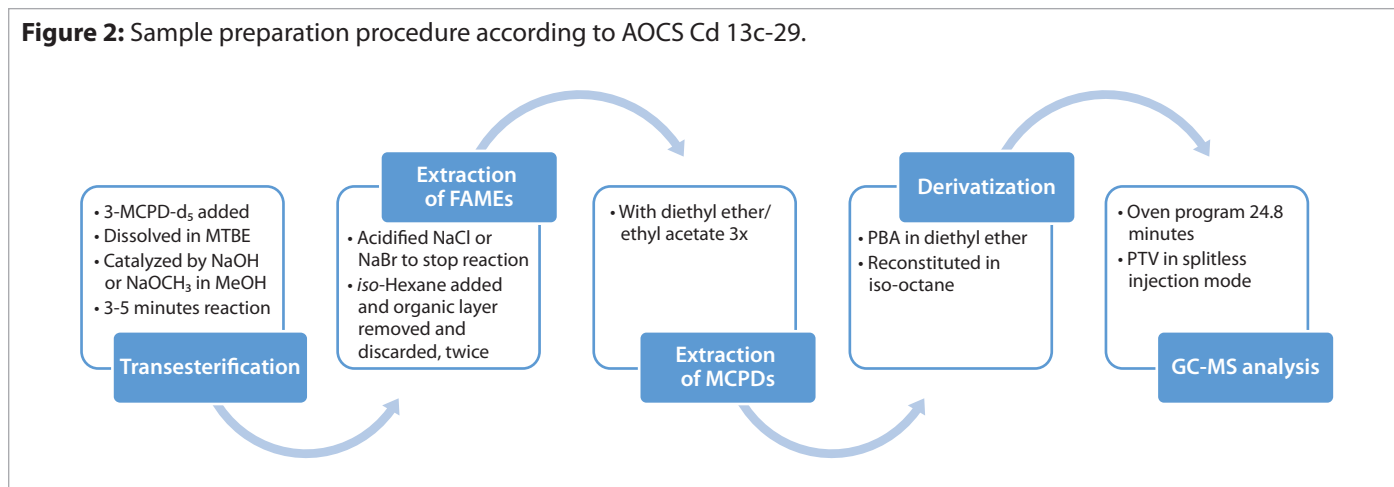 Figure 2: Sample preparation procedure according to AOCS Cd 13c-29.
• 3-MCPD-d₅ added
• Dissolved in MTBE
• Catalyzed by NaOH
or NaOCH₃ in MeOH
• 3-5 minutes reaction
Transesterification
Extraction
of FAMEs
• Acidified NaCl or
NaBr to stop reaction
• iso-Hexane added
and organic layer
removed and
discarded, twice
• With diethyl ether/
ethyl acetate 3x
Extraction
of MCPDs
Derivatization
• PBA in diethyl ether
• Reconstituted in
iso-octane
• Oven program 24.8
minutes
• PTV in splitless
injection mode
GC-MS analysis